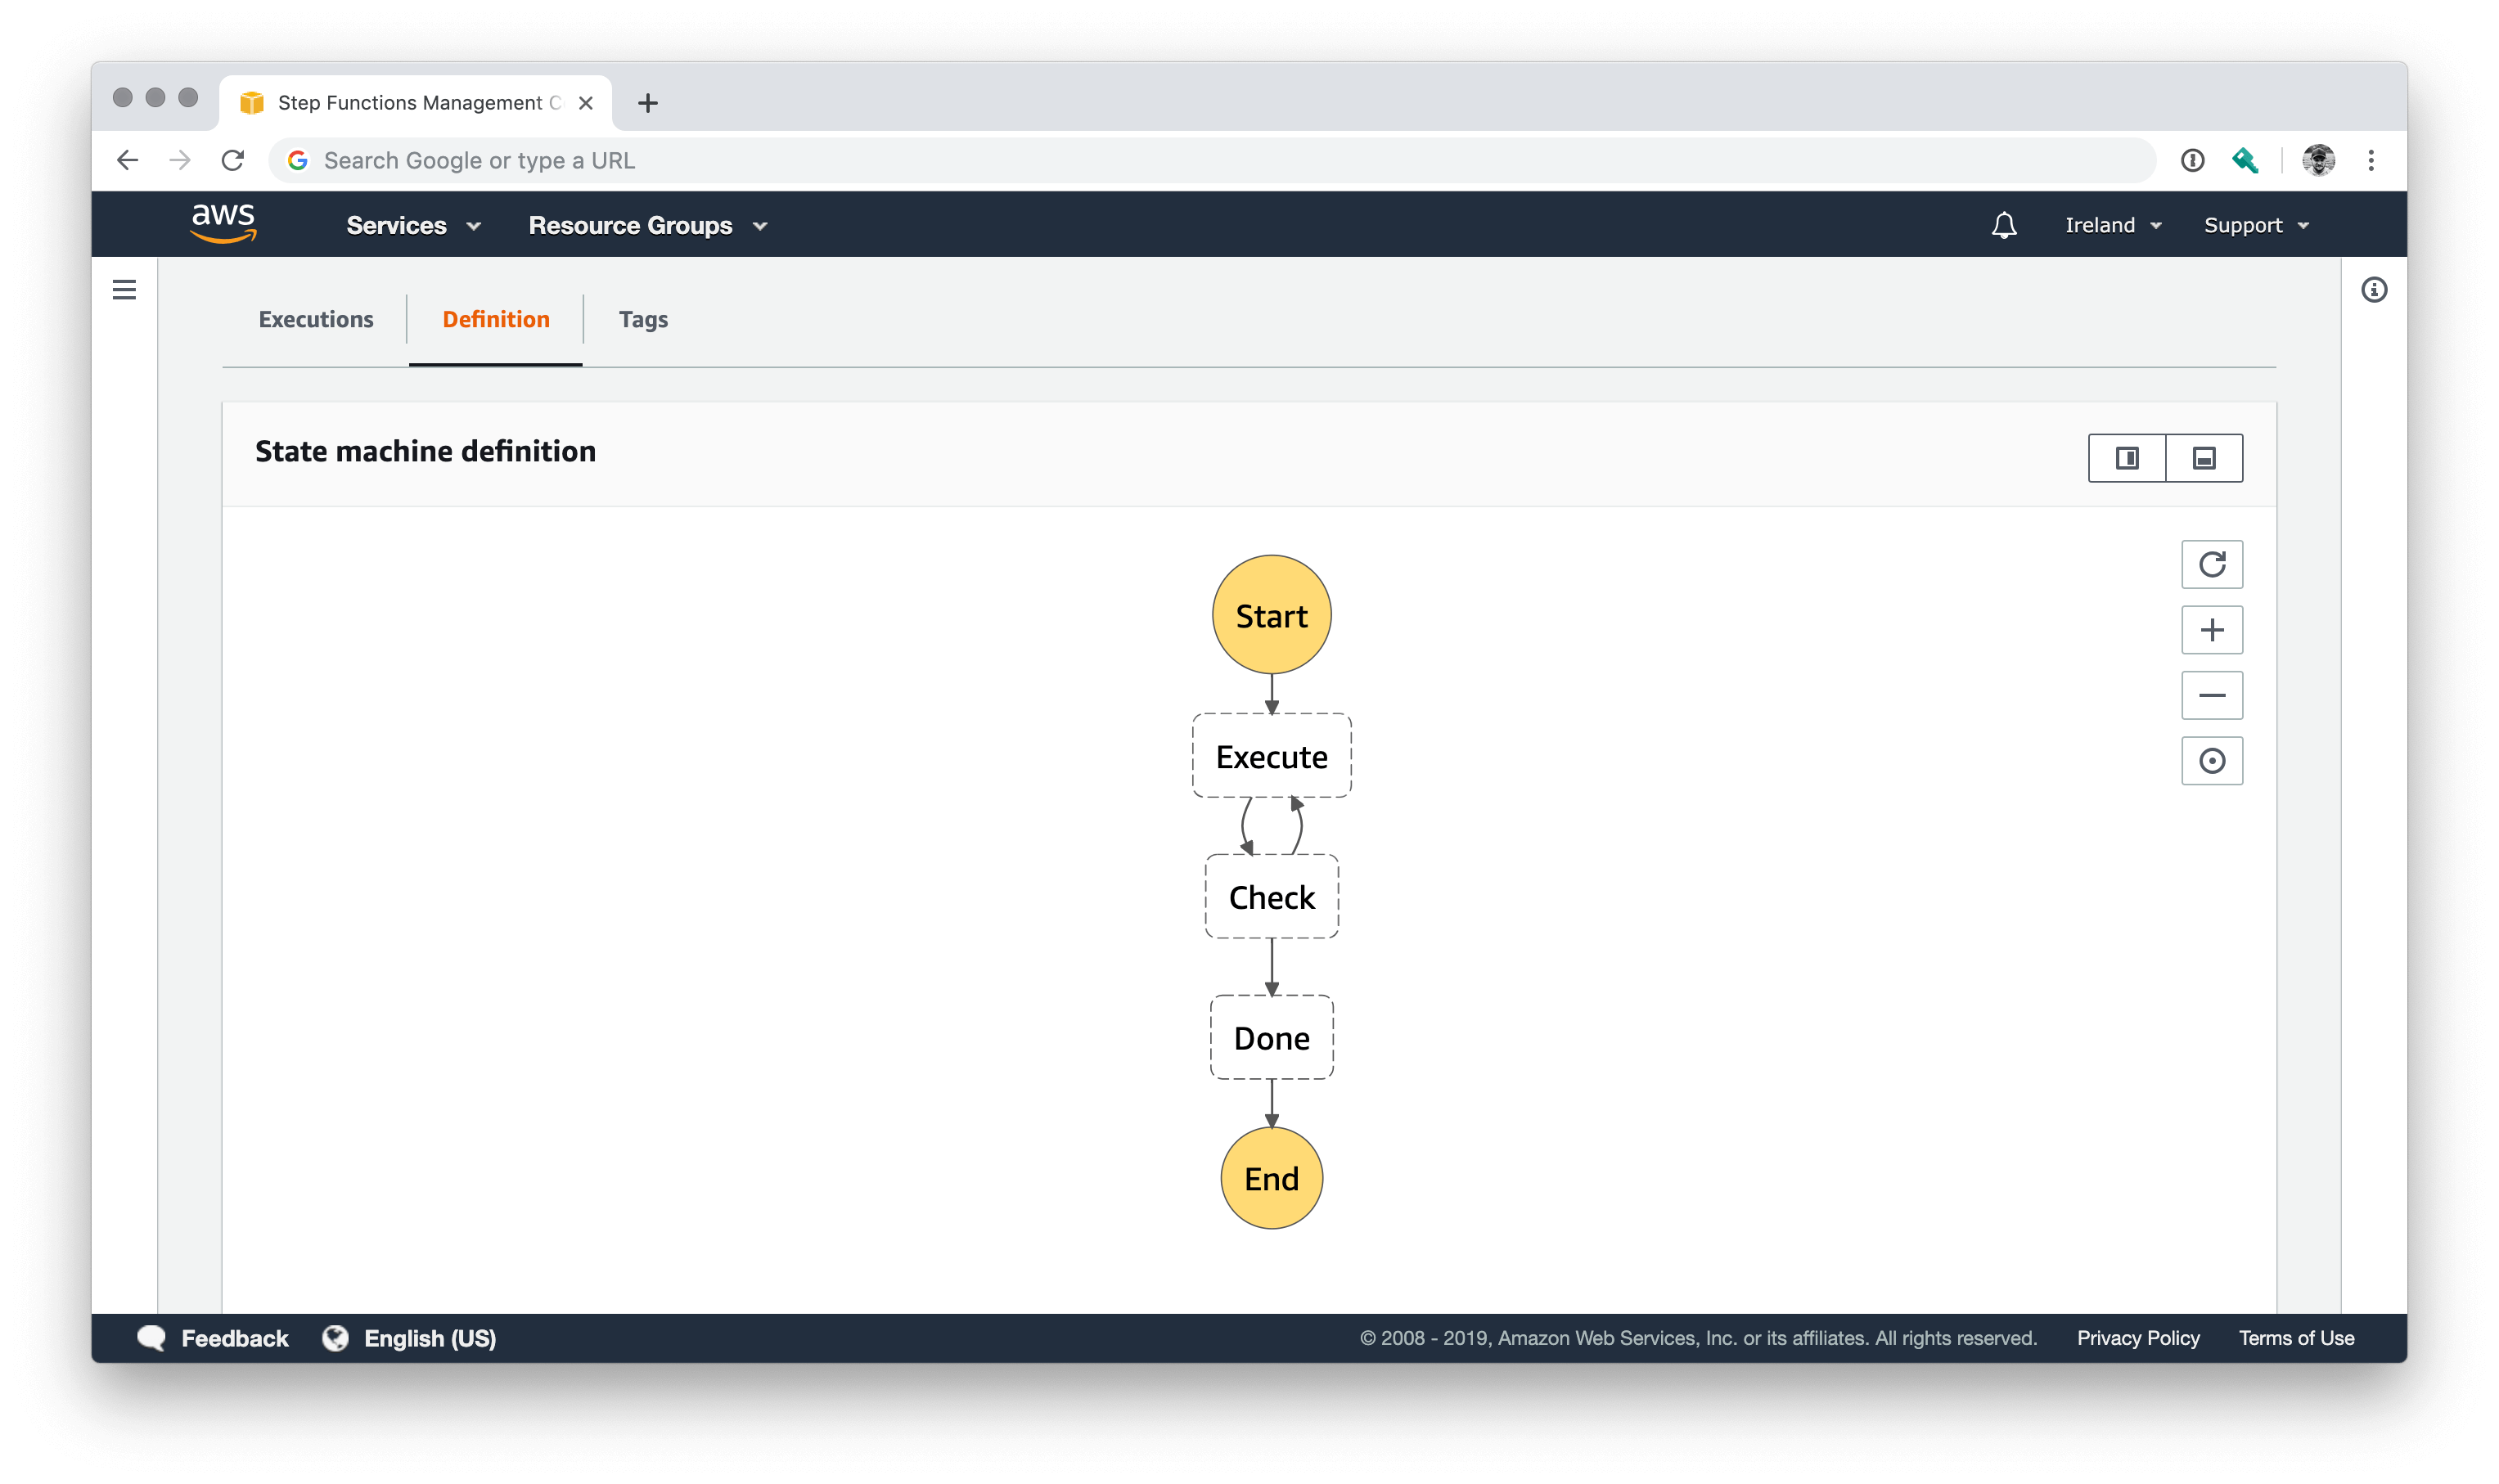 Step Functions Management C
Search Google or type a URL
aws
Services
Resource Groups
Ireland
Support
Executions
Definition
Tags
State machine definition
Start
Execute
Check
Done
End
Feedback
English (US)
© 2008 - 2019, Amazon Web Services, Inc. or its affiliates. All rights reserved.
Privacy Policy
Terms of Use